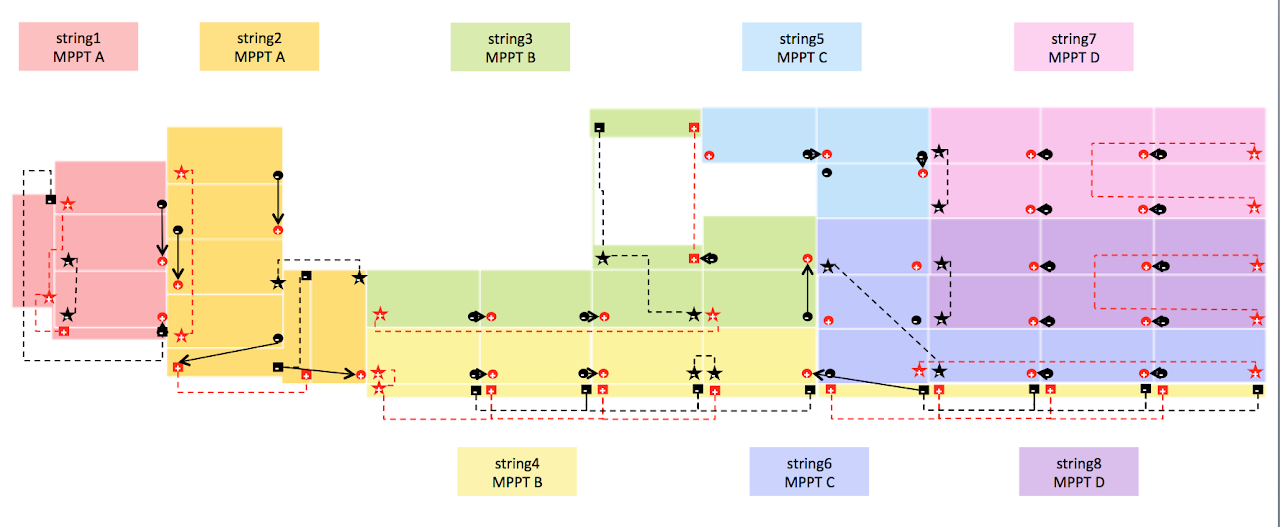 string1
MPPT A
string2
MPPT A
string3
MPPT B
string5
MPPT C
string7
MPPT D
string4
MPPT B
string6
MPPT C
string8
MPPT D